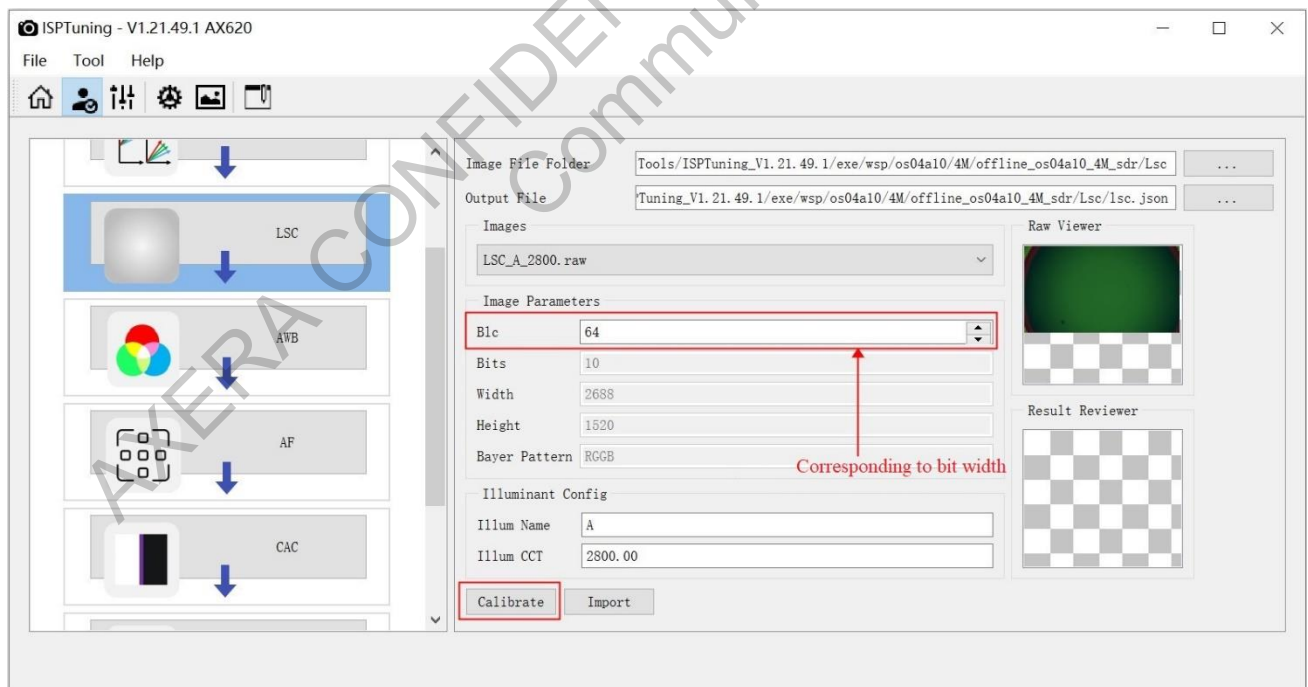 ISPTuning - V1.21.49.1 AX620
File Tool Help
LSC
AWB
AF
CAC
Image File Folder Tools/ISPTuning_V1.21.49.1/exe/wsp/os04a10/4M/offline_os04a10_4M_sdr/Lsc ...
Output File Tuning_V1.21.49.1/exe/wsp/os04a10/4M/offline_os04a10_4M_sdr/Lsc/lsc.json ...
Images
LSC_A_2800.raw
Image Parameters
Blc 64
Bits 10
Width 2688
Height 1520
Bayer Pattern RGGB
Corresponding to bit width
Illuminant Config
Illum Name A
Illum CCT 2800.00
Calibrate Import
Raw Viewer
Result Reviewer
AXERA CONFIDE
Commu